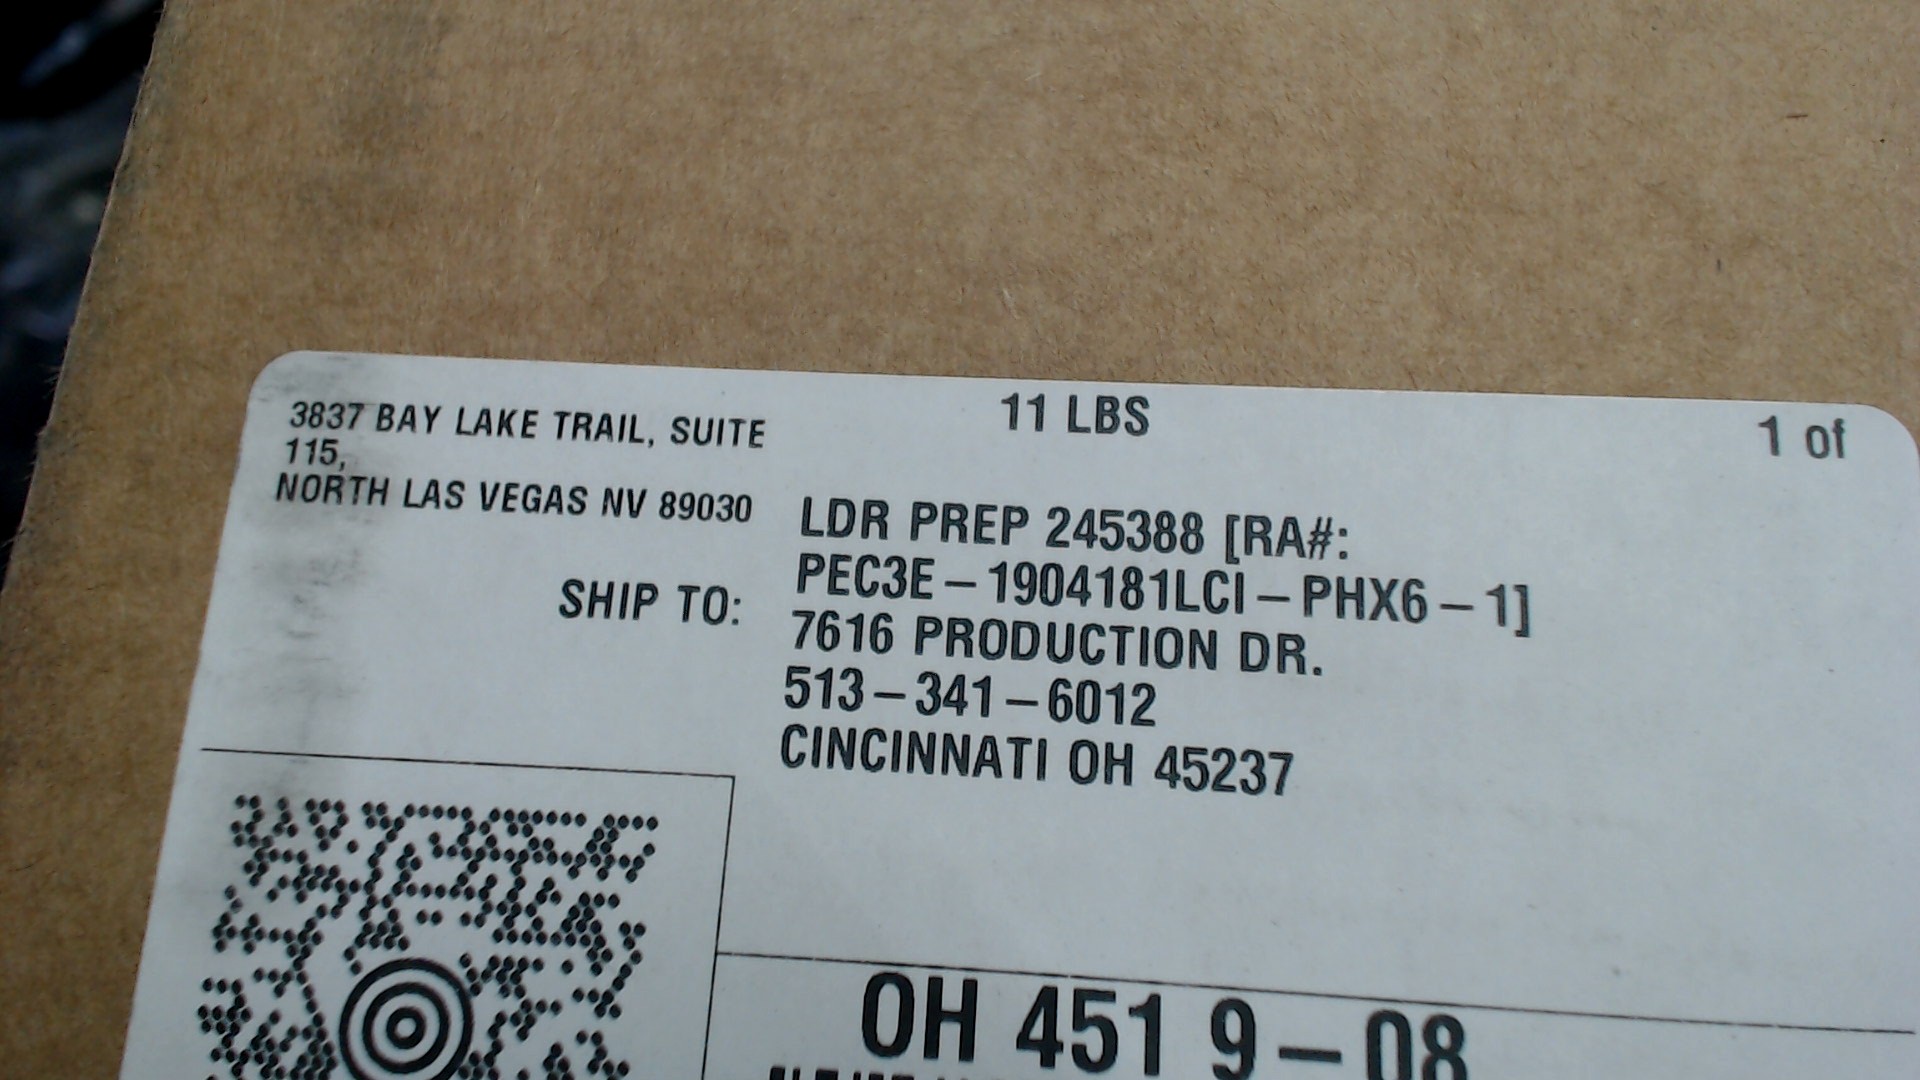 3837 BAY LAKE TRAIL, SUITE
115,
NORTH LAS VEGAS NV 89030
11 LBS
1 of
SHIP TO:
LDR PREP 245388 [RA#:
PEC3E-1904181LCI-PHX6-1]
7616 PRODUCTION DR.
513-341-6012
CINCINNATI OH 45237
OH 451 9-08